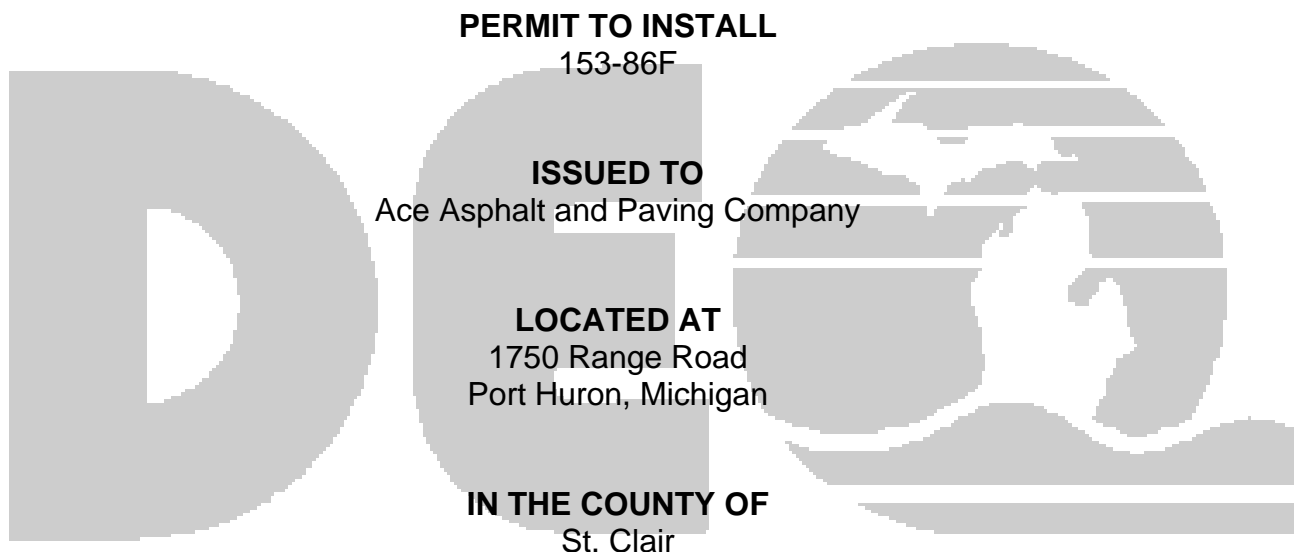 PERMIT TO INSTALL
153-86F
ISSUED TO
Ace Asphalt and Paving Company
LOCATED AT
1750 Range Road
Port Huron, Michigan
IN THE COUNTY OF
St. Clair
DEQ